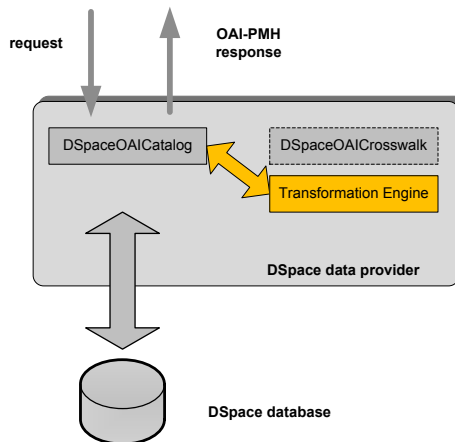 request
OAI-PMH
response
DSpaceOAICatalog
DSpaceOAICrosswalk
Transformation Engine
DSpace data provider
DSpace database